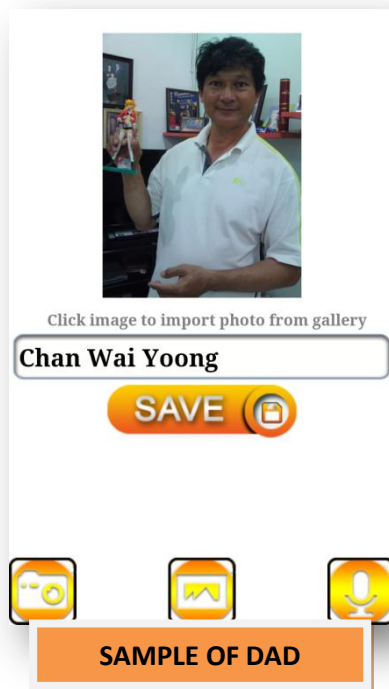 Click image to import photo from gallery
Chan Wai Yoong
SAVE
SAMPLE OF DAD